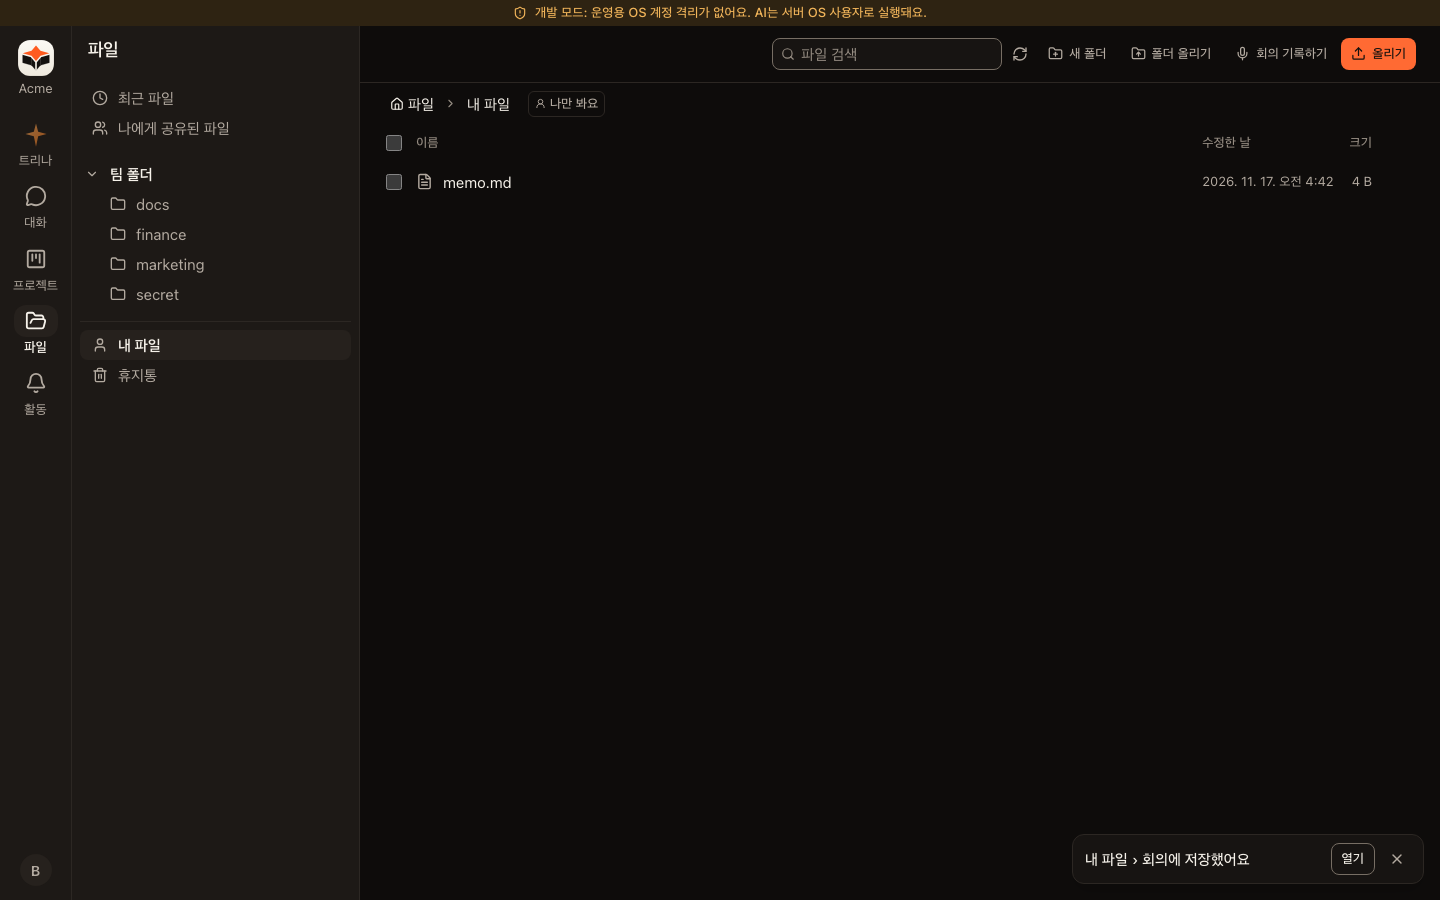 개발 모드: 운영용 OS 계정 격리가 없어요. AI는 서버 OS 사용자로 실행돼요.
Acme
트리나
대화
프로젝트
파일
활동
B
파일
최근 파일
나에게 공유된 파일
팀 폴더
docs
finance
marketing
secret
내 파일
휴지통
파일 검색
새 폴더
폴더 올리기
회의 기록하기
올리기
파일 › 내 파일 나만 봐요
이름 수정한 날 크기
memo.md 2026. 11. 17. 오전 4:42 4 B
내 파일 › 회의에 저장했어요 열기